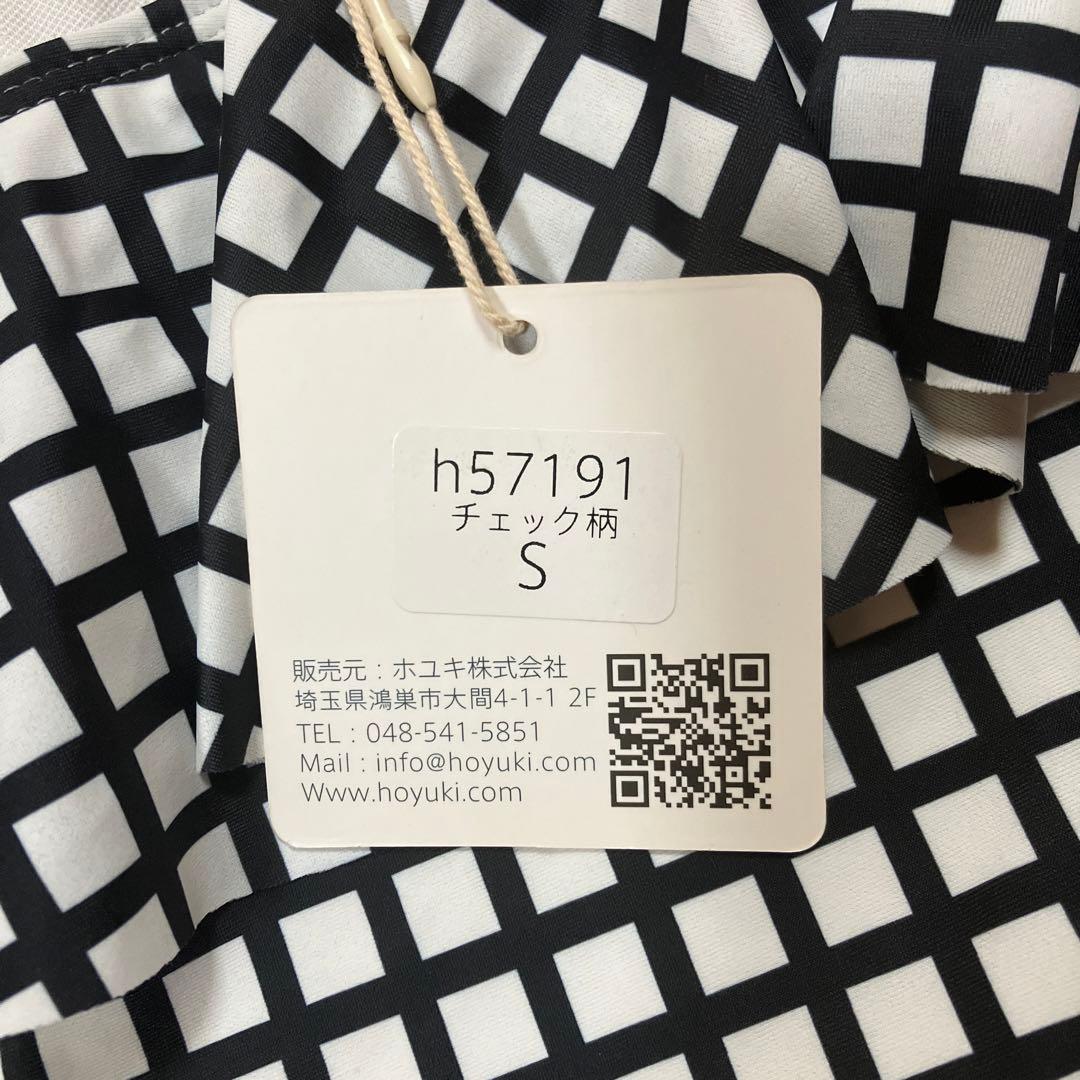 h57191
チェック柄
S
販売元：ホユキ株式会社
埼玉県鴻巣市大間4-1-1 2F
TEL : 048-541-5851
Mail : info@hoyuki.com
Www.hoyuki.com